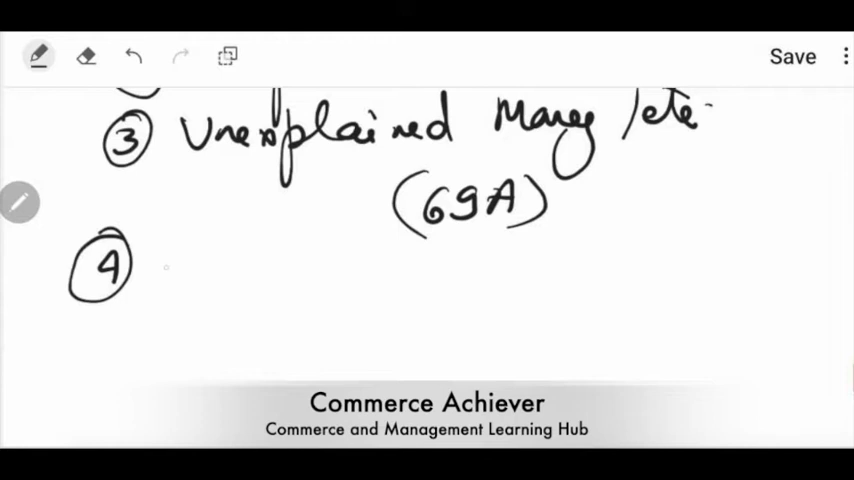 Save
3 Unexplained Money /etc.
(69A)
4
Commerce Achiever
Commerce and Management Learning Hub